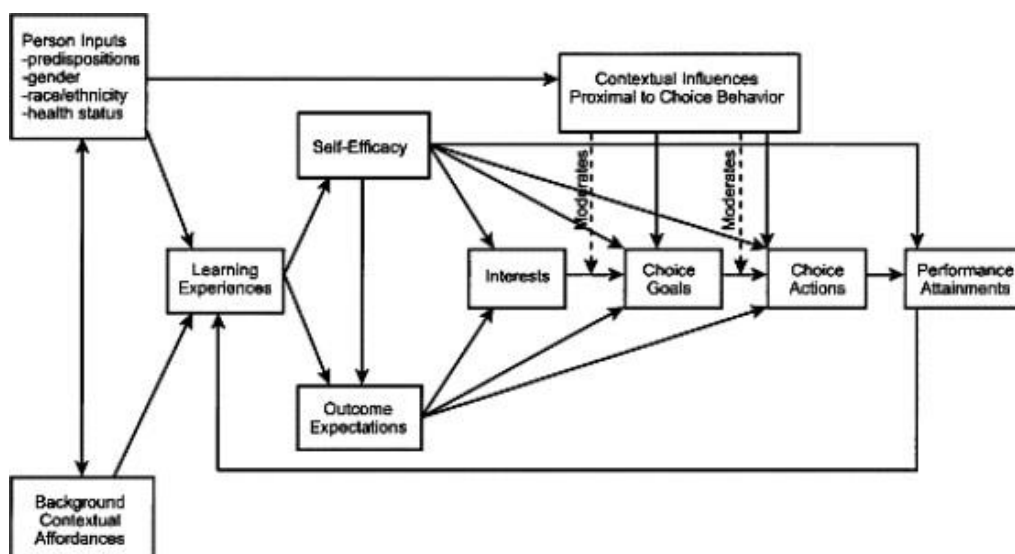 Person Inputs
-predispositions
-gender
-race/ethnicity
-health status
Contextual Influences
Proximal to Choice Behavior
Self-Efficacy
Moderates
Moderates
Learning
Experiences
Interests
Choice
Goals
Choice
Actions
Performance
Attainments
Outcome
Expectations
Background
Contextual
Affordances